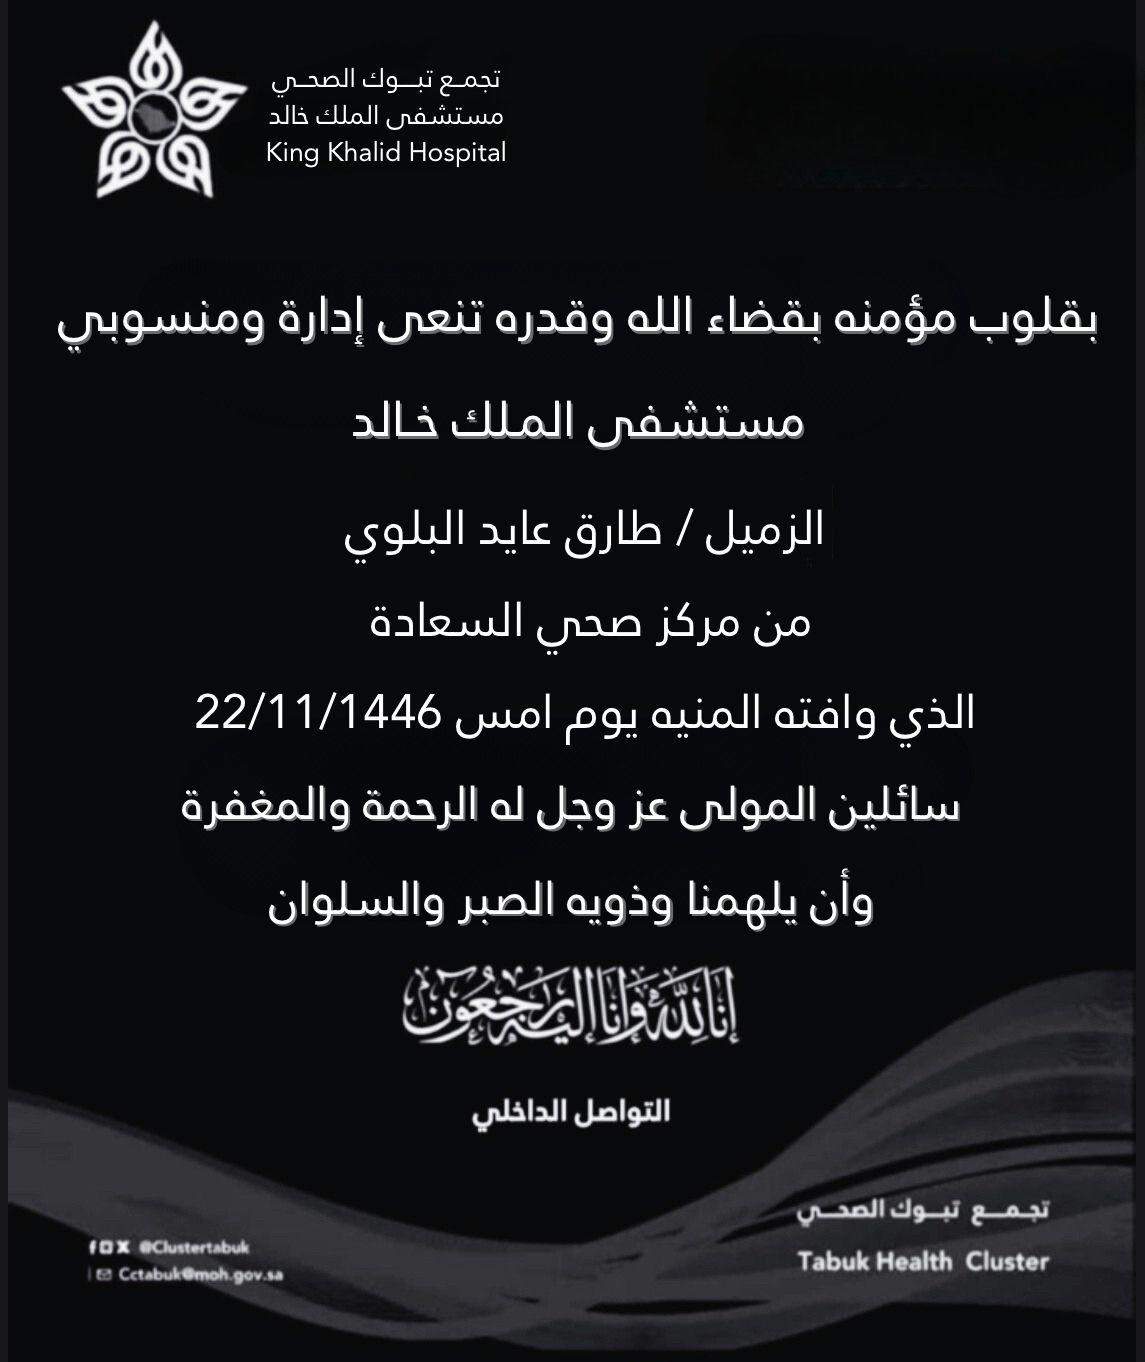 تجمع تبوك الصحي
مستشفى الملك خالد
King Khalid Hospital
بقلوب مؤمنه بقضاء الله وقدره تنعى إدارة ومنسوبي
مستشفى الملك خالد
الزميل / طارق عايد البلوي
من مركز صحي السعادة
الذي وافته المنيه يوم امس 22/11/1446
سائلين المولى عز وجل له الرحمة والمغفرة
وأن يلهمنا وذويه الصبر والسلوان
إنا لله وإنا إليه راجعون
التواصل الداخلي
تجمع تبوك الصحي
Tabuk Health Cluster
@Clustertabuk
Cctabuk@moh.gov.sa